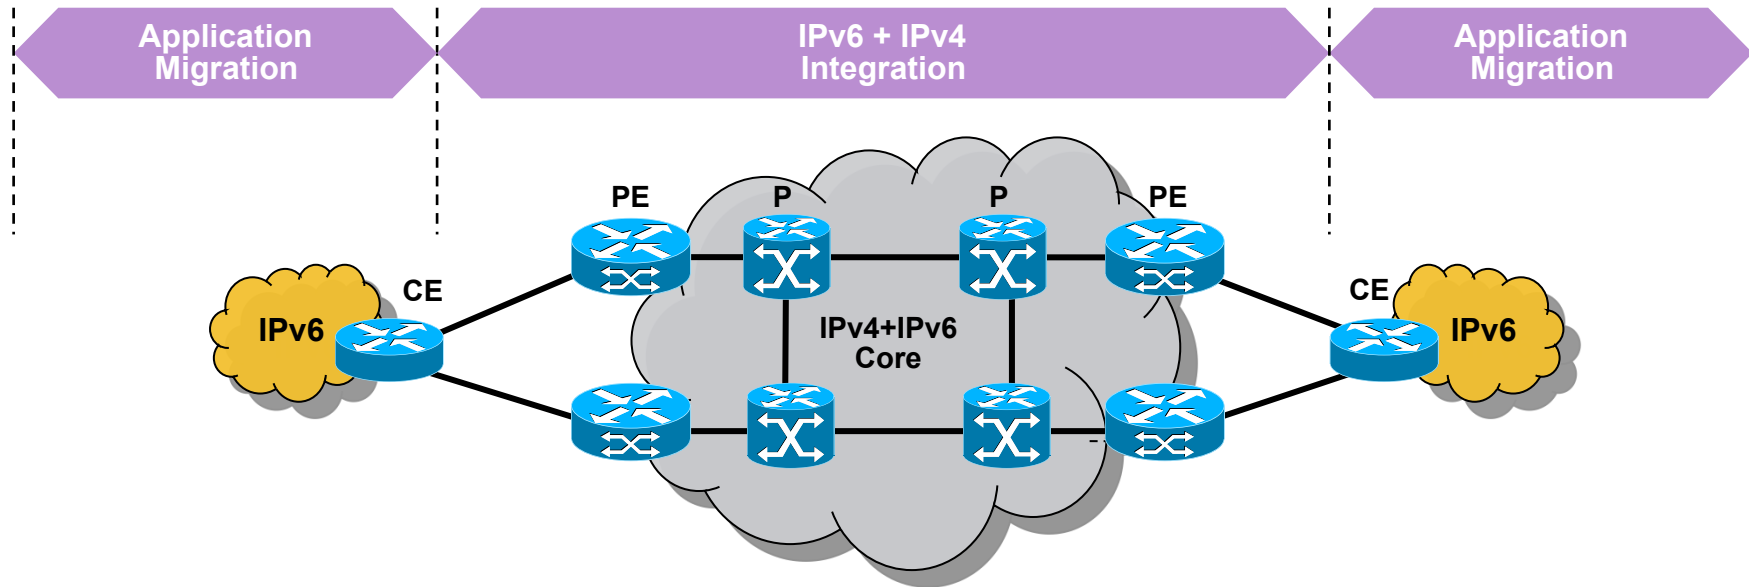 Application
Migration
IPv6 + IPv4
Integration
Application
Migration
PE
P
P
PE
CE
CE
IPv6
IPv4+IPv6
Core
IPv6